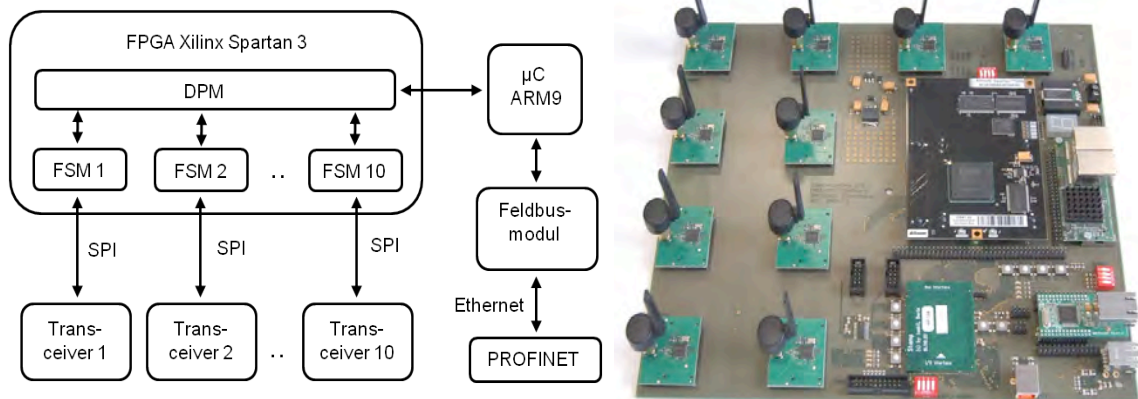 FPGA Xilinx Spartan 3
DPM
FSM 1
FSM 2
. .
FSM 10
SPI
SPI
SPI
Trans-
ceiver 1
Trans-
ceiver 2
. .
Trans-
ceiver 10
µC
ARM9
Feldbus-
modul
Ethernet
PROFINET